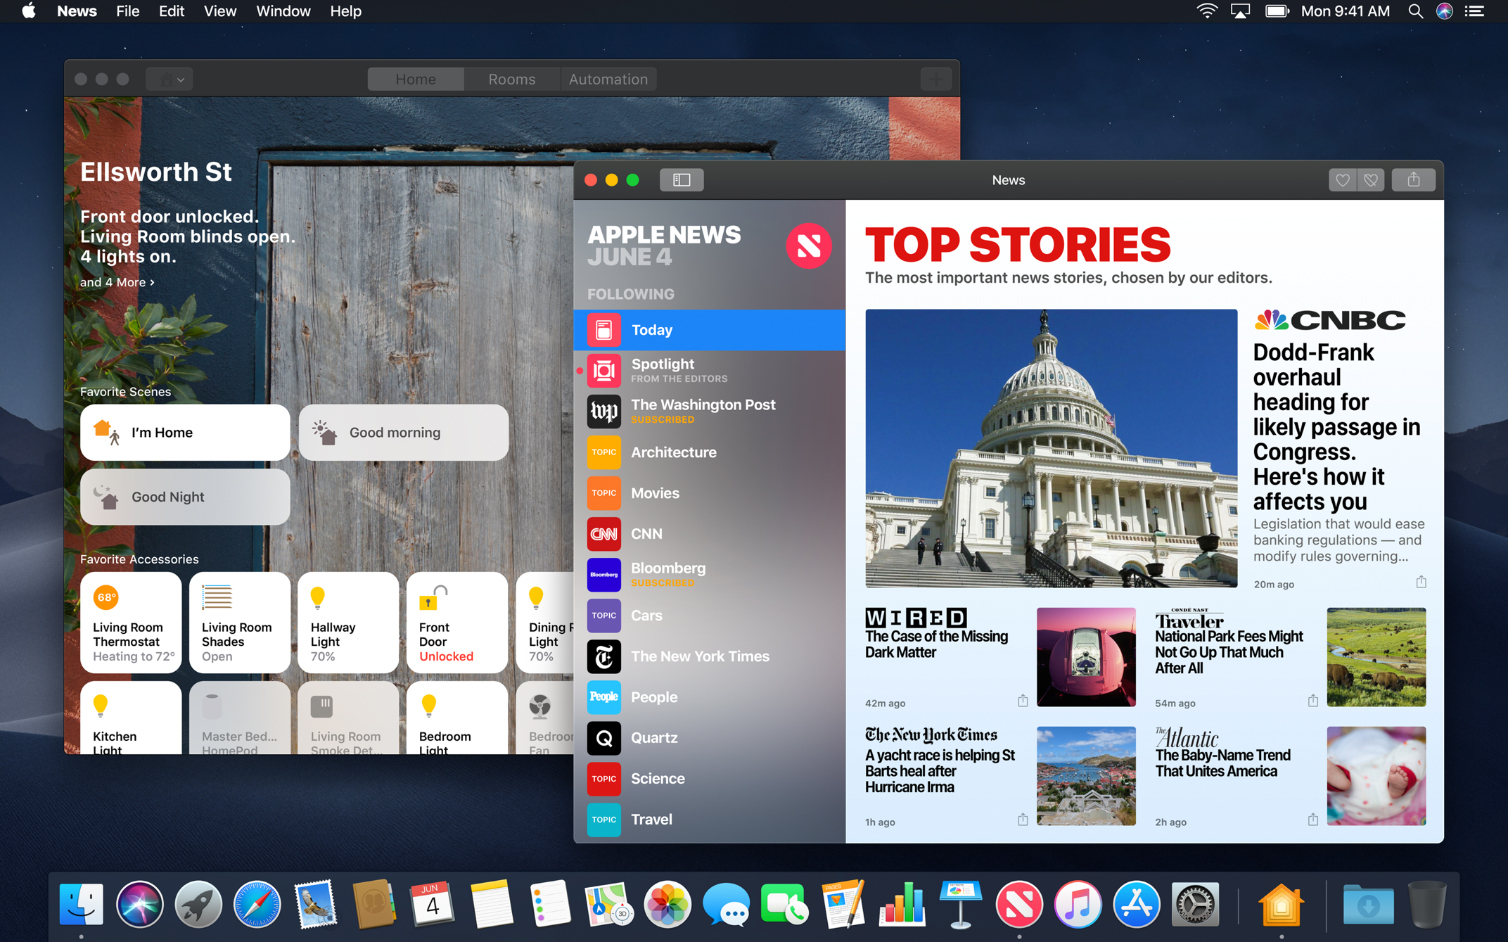 News File Edit View Window Help
Mon 9:41 AM
Home Rooms Automation
Ellsworth St
Front door unlocked.
Living Room blinds open.
4 lights on.
and 4 More ›
Favorite Scenes
I'm Home
Good morning
Good Night
Favorite Accessories
68°
Living Room
Thermostat
Heating to 72°
Living Room
Shades
Open
Hallway
Light
70%
Front
Door
Unlocked
Dining
Light
70%
Kitchen
Light
Master Bed...
HomePod
Living Room
Smoke Det...
Bedroom
Light
Fan
News
APPLE NEWS
JUNE 4
FOLLOWING
Today
Spotlight
FROM THE EDITORS
wp
The Washington Post
SUBSCRIBED
TOPIC
Architecture
TOPIC
Movies
CNN
CNN
Bloomberg
Bloomberg
SUBSCRIBED
TOPIC
Cars
T
The New York Times
People
People
Q
Quartz
TOPIC
Science
TOPIC
Travel
TOP STORIES
The most important news stories, chosen by our editors.
CNBC
Dodd-Frank
overhaul
heading for
likely passage in
Congress.
Here's how it
affects you
Legislation that would ease
banking regulations — and
modify rules governing...
20m ago
WIRED
The Case of the Missing
Dark Matter
42m ago
CONDÉ NAST
Traveler
National Park Fees Might
Not Go Up That Much
After All
54m ago
The New York Times
A yacht race is helping St
Barts heal after
Hurricane Irma
1h ago
The Atlantic
The Baby-Name Trend
That Unites America
2h ago
JUN
4
3D